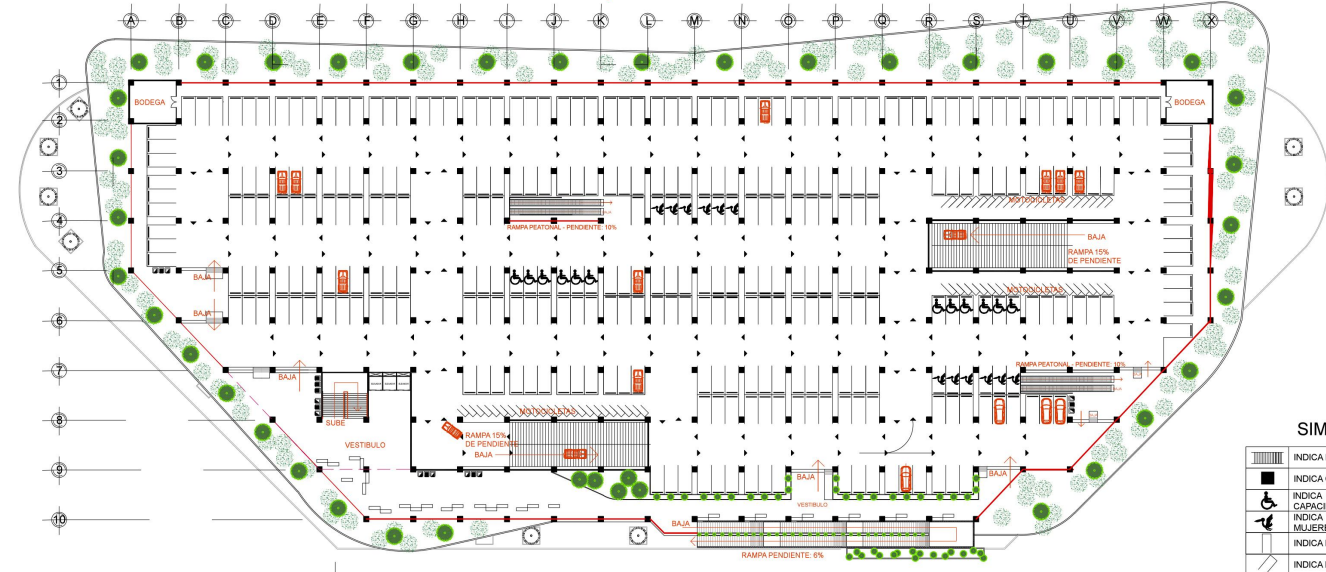 A B C D E F G H I J K L M N O P Q R S T U V W X
1
BODEGA
BODEGA
2
3
MOTOCICLETAS
4
RAMPA PEATONAL - PENDIENTE: 10%
BAJA
RAMPA 15%
DE PENDIENTE
5
BAJA
MOTOCICLETAS
BAJA
6
RAMPA PEATONAL - PENDIENTE: 10%
7
BAJA
MOTOCICLETAS
8
SUBE
RAMPA 15%
DE PENDIENTE
VESTIBULO
BAJA
9
BAJA
BAJA
VESTIBULO
10
BAJA
RAMPA PENDIENTE: 6%
SIM
INDICA
INDICA
INDICA
CAPACI
INDICA
MUJER
INDICA
INDICA